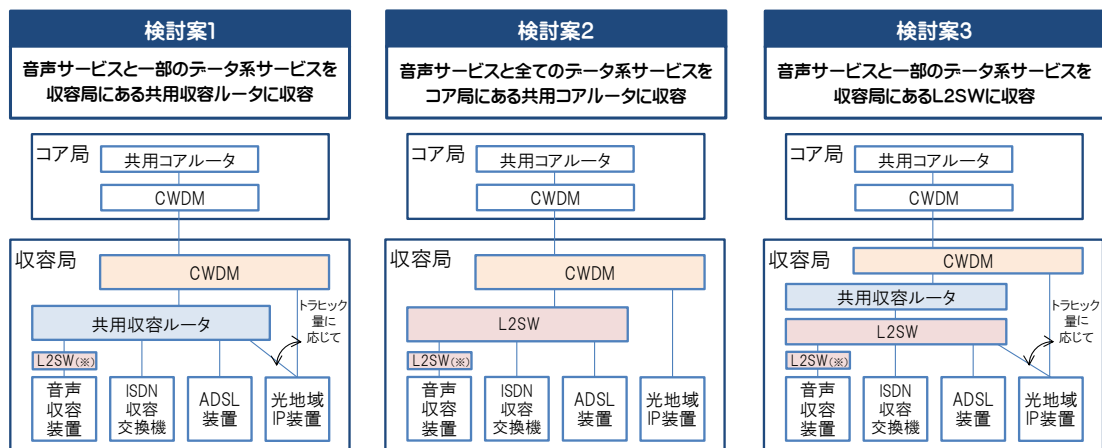 検討案1
音声サービスと一部のデータ系サービスを
収容局にある共用収容ルータに収容
コア局
共用コアルータ
CWDM
収容局
CWDM
トラヒック
量に
応じて
共用収容ルータ
L2SW(※)
音声
収容
装置
ISDN
収容
交換機
ADSL
装置
光地域
IP装置
検討案2
音声サービスと全てのデータ系サービスを
コア局にある共用コアルータに収容
コア局
共用コアルータ
CWDM
収容局
CWDM
L2SW
L2SW(※)
音声
収容
装置
ISDN
収容
交換機
ADSL
装置
光地域
IP装置
検討案3
音声サービスと一部のデータ系サービスを
収容局にあるL2SWに収容
コア局
共用コアルータ
CWDM
収容局
CWDM
共用収容ルータ
トラヒック
量に
応じて
L2SW
L2SW(※)
音声
収容
装置
ISDN
収容
交換機
ADSL
装置
光地域
IP装置